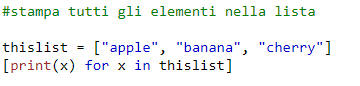 #stampa tutti gli elementi nella lista
thislist = ["apple", "banana", "cherry"]
[print(x) for x in thislist]